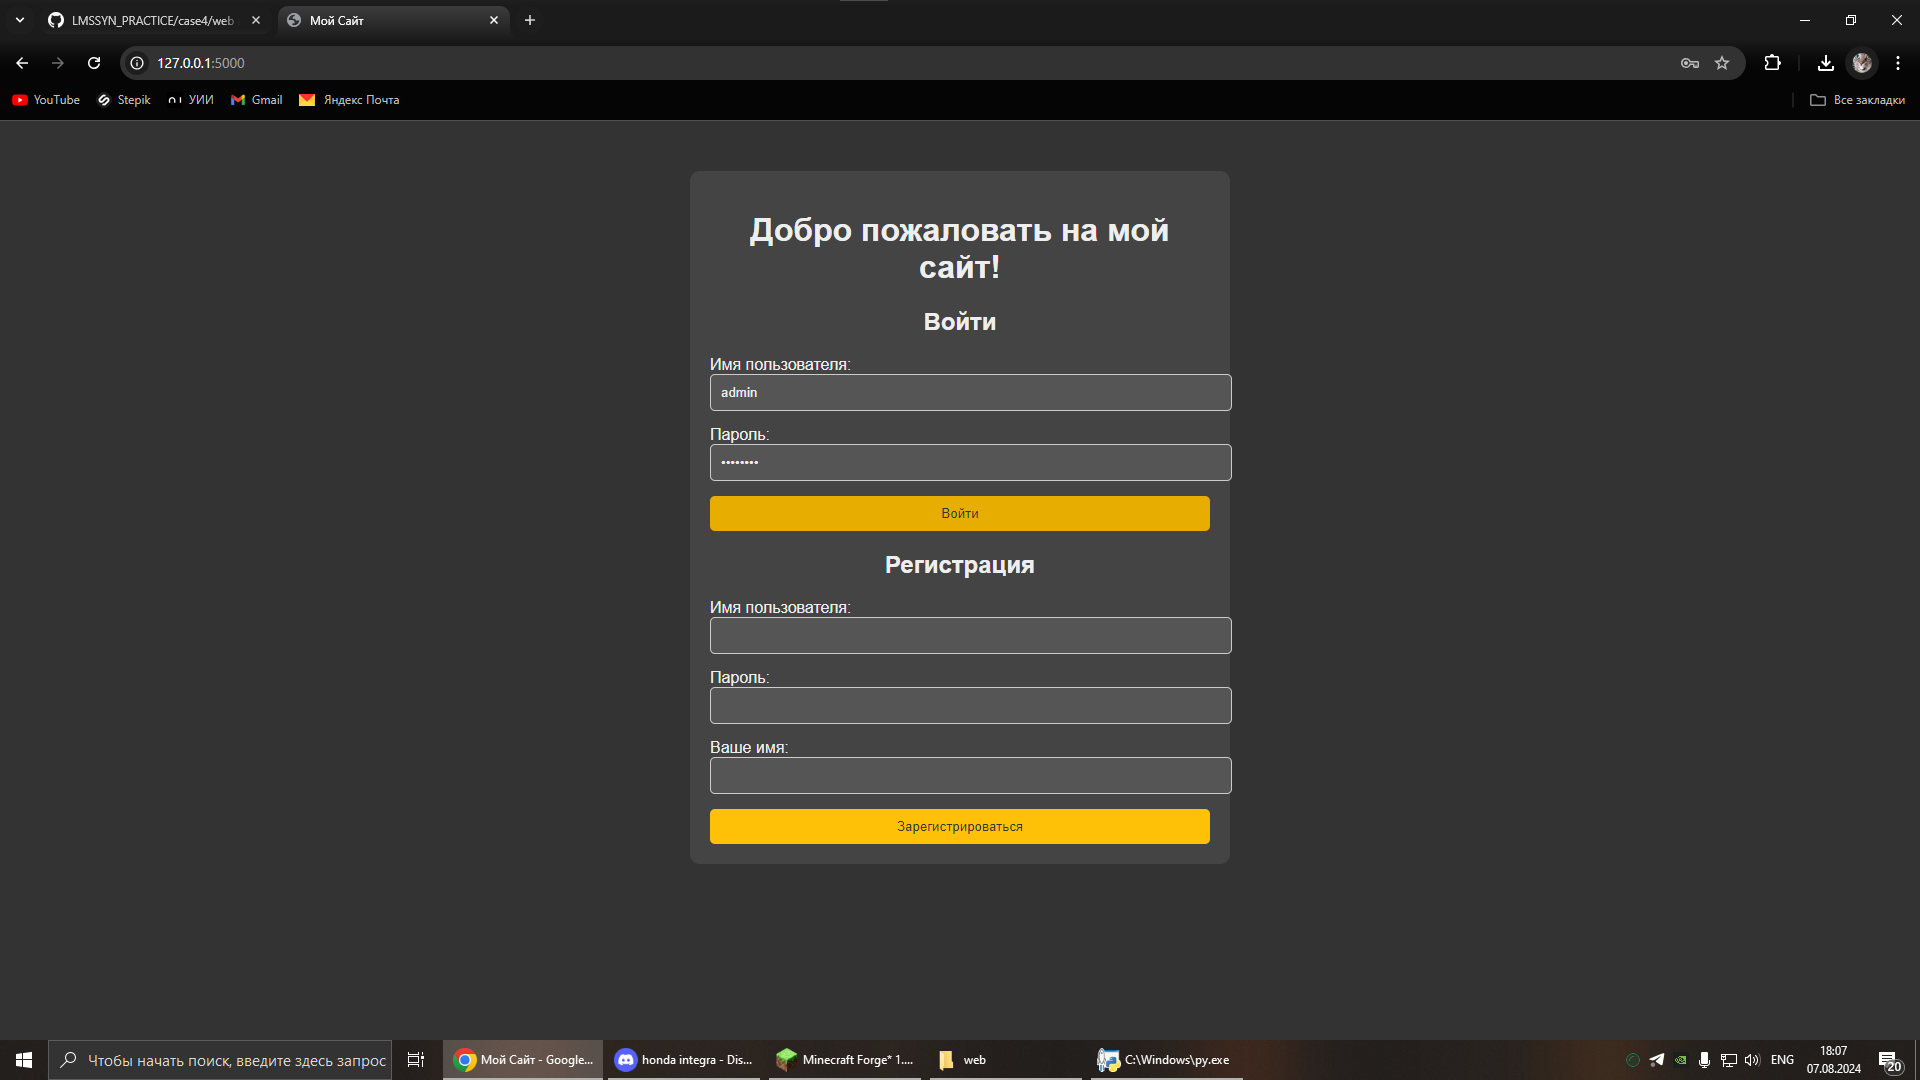 LMSSYN_PRACTICE/case4/web
Мой Сайт
127.0.0.1:5000
YouTube
Stepik
УИИ
Gmail
Яндекс Почта
Все закладки
Добро пожаловать на мой
сайт!
Войти
Имя пользователя:
admin
Пароль:
••••••••
Войти
Регистрация
Имя пользователя:
Пароль:
Ваше имя:
Зарегистрироваться
Чтобы начать поиск, введите здесь запрос
Мой Сайт - Google...
honda integra - Dis...
Minecraft Forge* 1....
web
C:\Windows\py.exe
ENG
18:07
07.08.2024
20